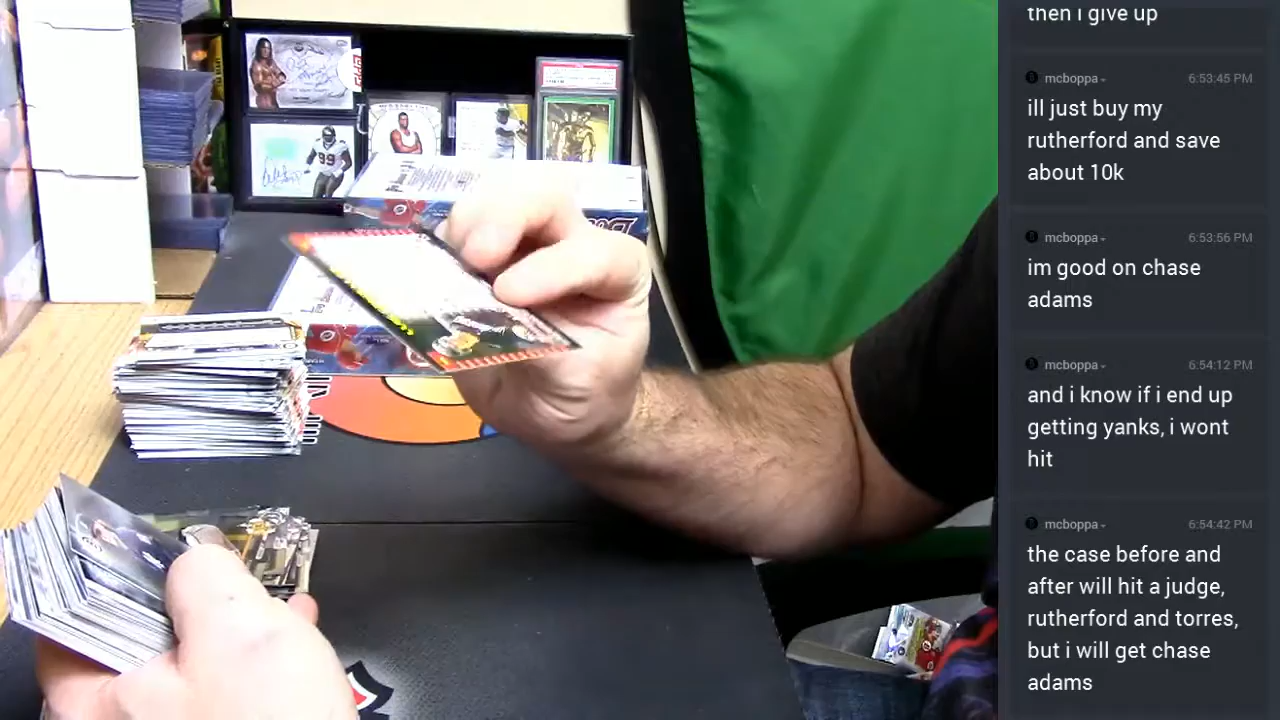 then i give up
mcboppa
6:53:45 PM
ill just buy my
rutherford and save
about 10k
mcboppa
6:53:56 PM
im good on chase
adams
mcboppa
6:54:12 PM
and i know if i end up
getting yanks, i wont
hit
mcboppa
6:54:42 PM
the case before and
after will hit a judge,
rutherford and torres,
but i will get chase
adams
99